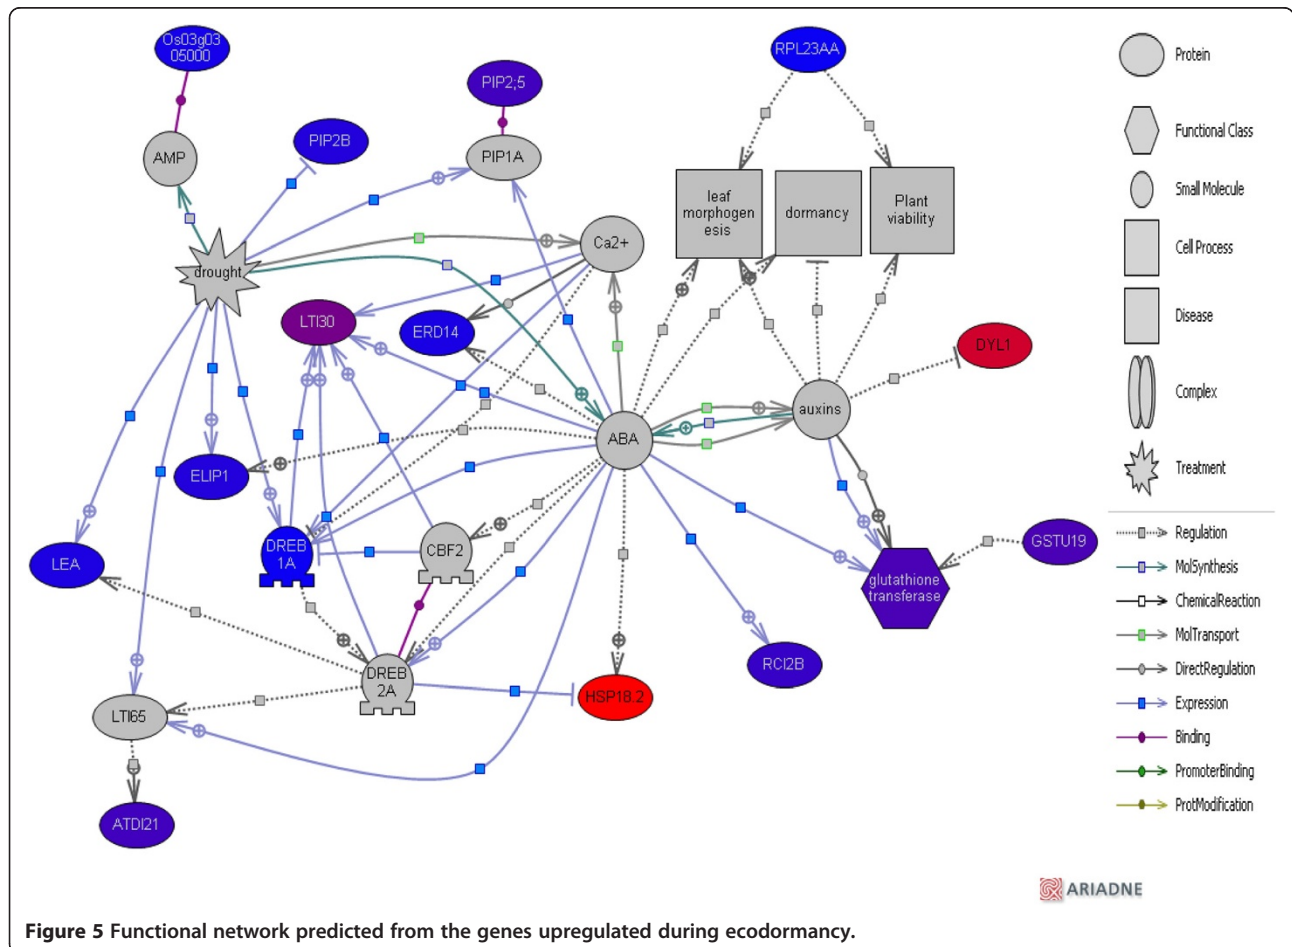 Os03g03
05000
RPL23AA
PIP2;5
PIP2B
AMP
PIP1A
leaf
morphogen
esis
dormancy
Plant
viability
Ca2+
drought
LTI30
ERD14
DYL1
auxins
ABA
ELIP1
DREB
1A
CBF2
LEA
GSTU19
glutathione
transferase
RCI2B
DREB
2A
HSP18.2
LTI65
ATDI21
Protein
Functional Class
Small Molecule
Cell Process
Disease
Complex
Treatment
Regulation
MolSynthesis
ChemicalReaction
MolTransport
DirectRegulation
Expression
Binding
PromoterBinding
ProtModification
ARIADNE
Figure 5 Functional network predicted from the genes upregulated during ecodormancy.